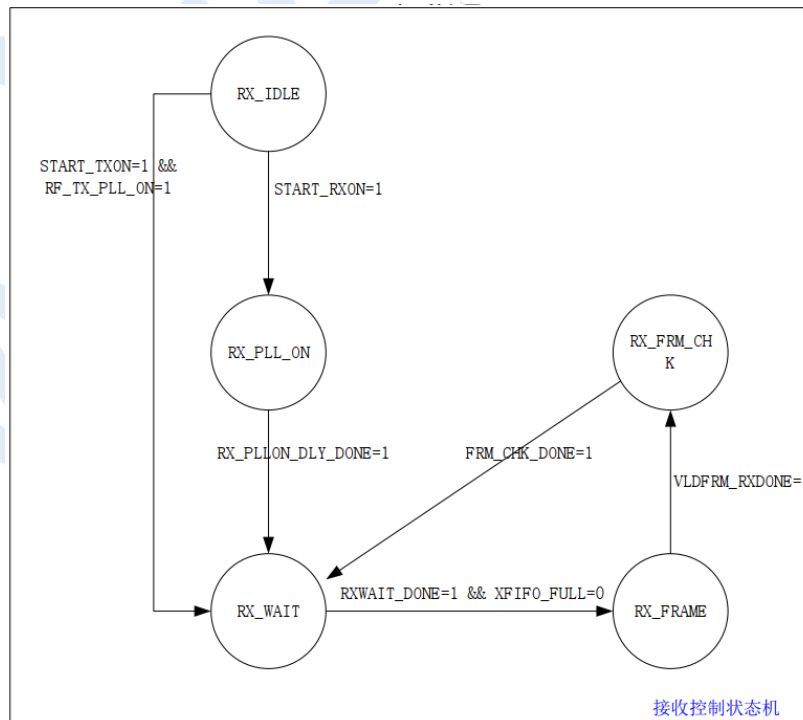 RX_IDLE
START_TXON=1 &&
RF_TX_PLL_ON=1
START_RXON=1
RX_PLL_ON
RX_FRM_CH
K
RX_PLLON_DLY_DONE=1
FRM_CHK_DONE=1
VLDFRM_RXDONE=
RX_WAIT
RXWAIT_DONE=1 && XFIFO_FULL=0
RX_FRAME
接收控制状态机